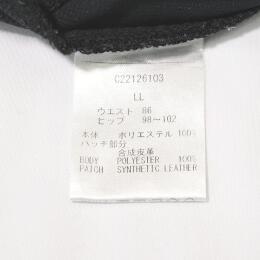 C22126103
LL
ウエスト 86
ヒップ 98～102
本体 ポリエステル 100%
パッチ部分
合成皮革
BODY POLYESTER 100%
PATCH SYNTHETIC LEATHER